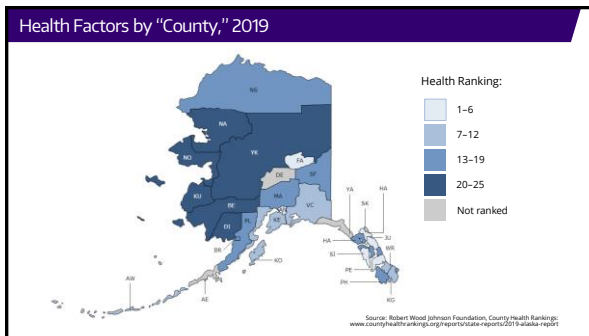 Health Factors by “County,” 2019
Health Ranking:
1–6
7–12
13–19
20–25
Not ranked
NS
NA
NO
YK
FA
DE
SF
KU
BE
MA
VC
DI
KE
BR
KO
AW
AE
YA
HA
SK
HA
JU
SI
WR
PE
PH
KG
Source: Robert Wood Johnson Foundation, County Health Rankings:
www.countyhealthrankings.org/reports/state-reports/2019-alaska-report